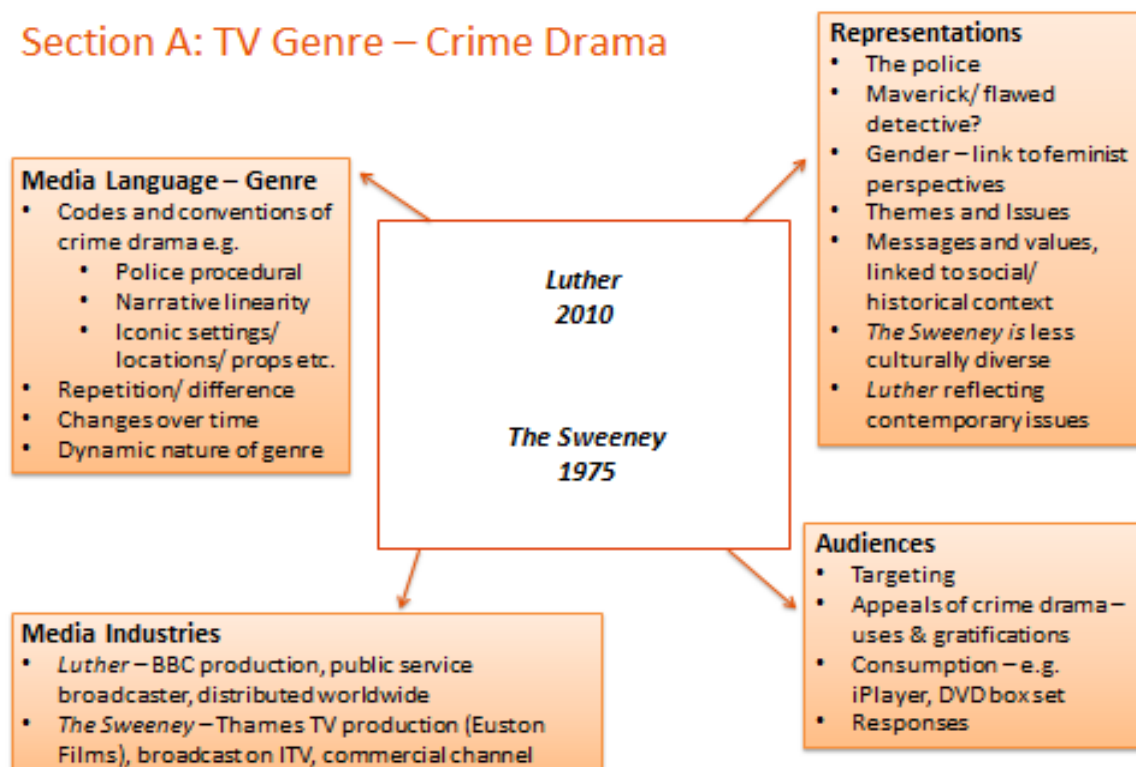 Section A: TV Genre – Crime Drama
Media Language – Genre
• Codes and conventions of
crime drama e.g.
• Police procedural
• Narrative linearity
• Iconic settings/
locations/ props etc.
• Repetition/ difference
• Changes over time
• Dynamic nature of genre
Luther
2010
The Sweeney
1975
Representations
• The police
• Maverick/ flawed
detective?
• Gender – link to feminist
perspectives
• Themes and Issues
• Messages and values,
linked to social/
historical context
• The Sweeney is less
culturally diverse
• Luther reflecting
contemporary issues
Media Industries
• Luther – BBC production, public service
broadcaster, distributed worldwide
• The Sweeney – Thames TV production (Euston
Films), broadcast on ITV, commercial channel
Audiences
• Targeting
• Appeals of crime drama –
uses & gratifications
• Consumption – e.g.
iPlayer, DVD box set
• Responses